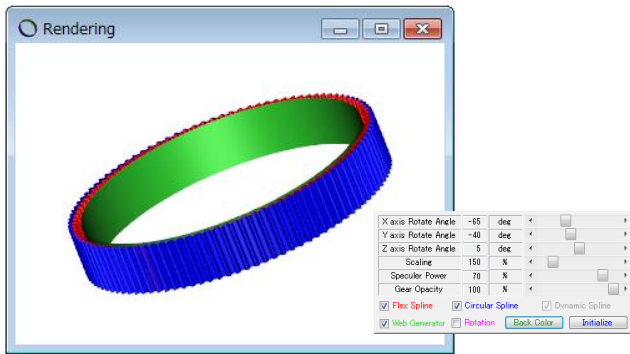 Rendering
X axis Rotate Angle -65 deg
Y axis Rotate Angle -40 deg
Z axis Rotate Angle 5 deg
Scaling 150 %
Speculer Power 70 %
Gear Opacity 100 %
Flex Spline Circular Spline Dynamic Spline
Web Generator Rotation Back Color Initialize